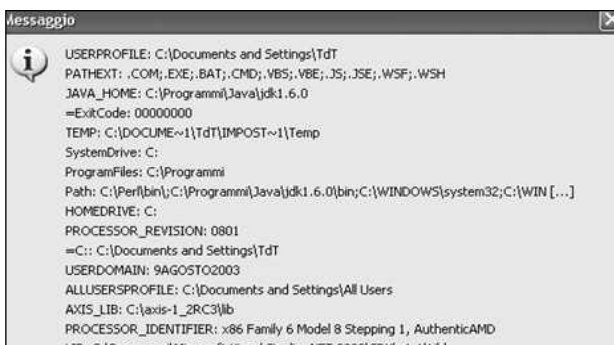 Messaggio
USERPROFILE: C:\Documents and Settings\TdT
PATHEXT: .COM;.EXE;.BAT;.CMD;.VBS;.VBE;.JS;.JSE;.WSF;.WSH
JAVA_HOME: C:\Programmi\Java\jdk1.6.0
=ExitCode: 00000000
TEMP: C:\DOCUME~1\TdT\IMPOST~1\Temp
SystemDrive: C:
ProgramFiles: C:\Programmi
Path: C:\Perl\bin\;C:\Programmi\Java\jdk1.6.0\bin;C:\WINDOWS\system32;C:\WIN [...]
HOMEDRIVE: C:
PROCESSOR_REVISION: 0801
=C:: C:\Documents and Settings\TdT
USERDOMAIN: 9AGOSTO2003
ALLUSERSPROFILE: C:\Documents and Settings\All Users
AXIS_LIB: C:\axis-1_2RC3\lib
PROCESSOR_IDENTIFIER: x86 Family 6 Model 8 Stepping 1, AuthenticAMD